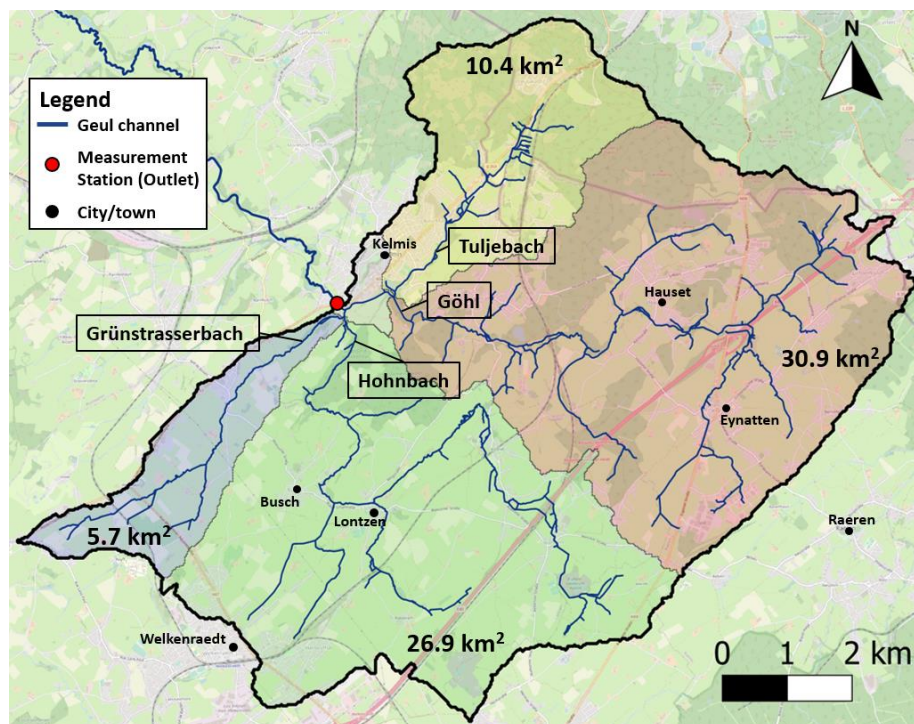 10.4 km²
N
Legend
Geul channel
Measurement
Station (Outlet)
City/town
Kelmis
Tuljebach
Göhl
Hauset
Grünstrasserbach
30.9 km²
Hohnbach
Eynatten
Busch
Lontzen
Raeren
5.7 km²
Welkenraedt
26.9 km²
0 1 2 km